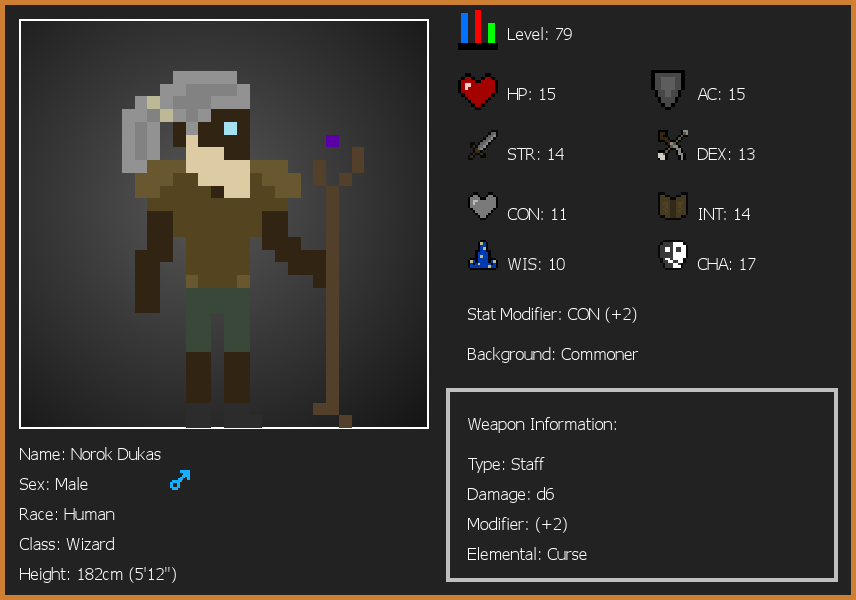 Level: 79
HP: 15
AC: 15
STR: 14
DEX: 13
CON: 11
INT: 14
WIS: 10
CHA: 17
Stat Modifier: CON (+2)
Background: Commoner
Weapon Information:
Type: Staff
Damage: d6
Modifier: (+2)
Elemental: Curse
Name: Norok Dukas
Sex: Male
Race: Human
Class: Wizard
Height: 182cm (5'12")